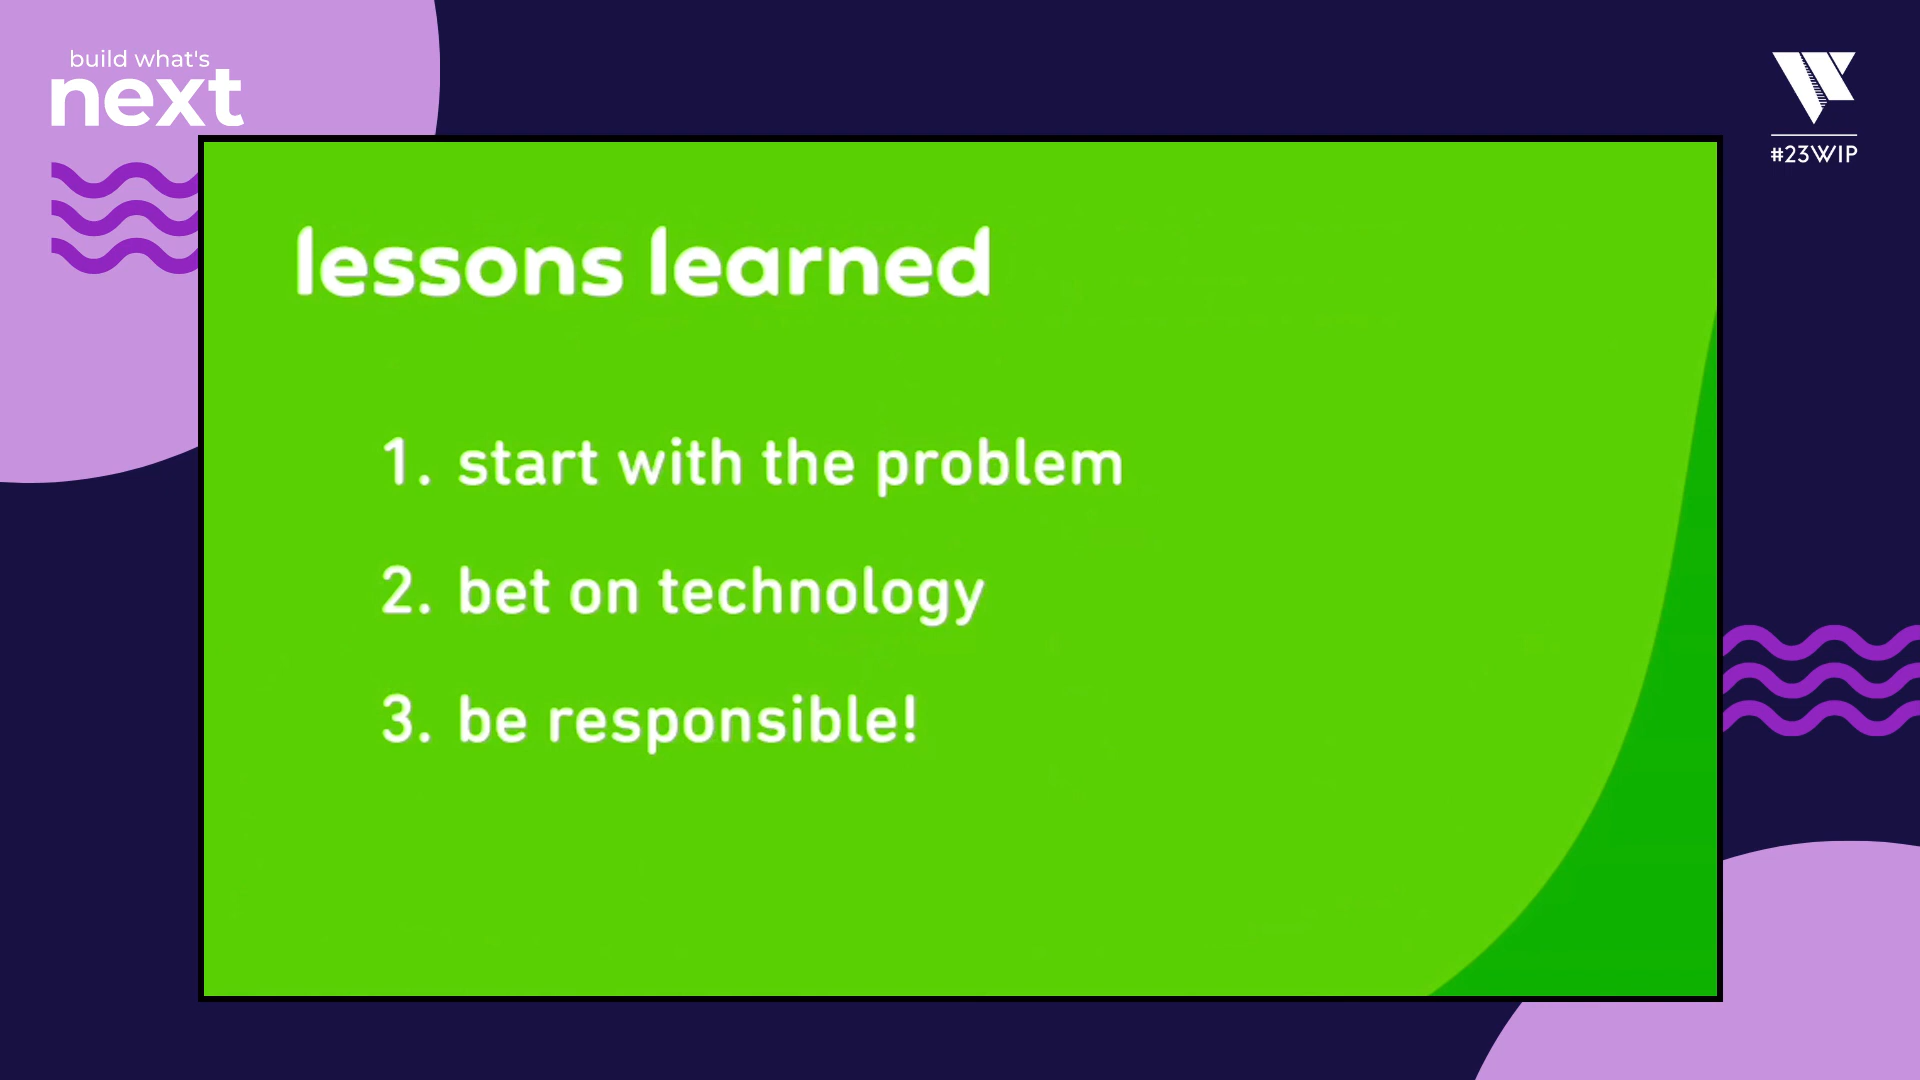 build what's
next
#23WIP
lessons learned
1. start with the problem
2. bet on technology
3. be responsible!